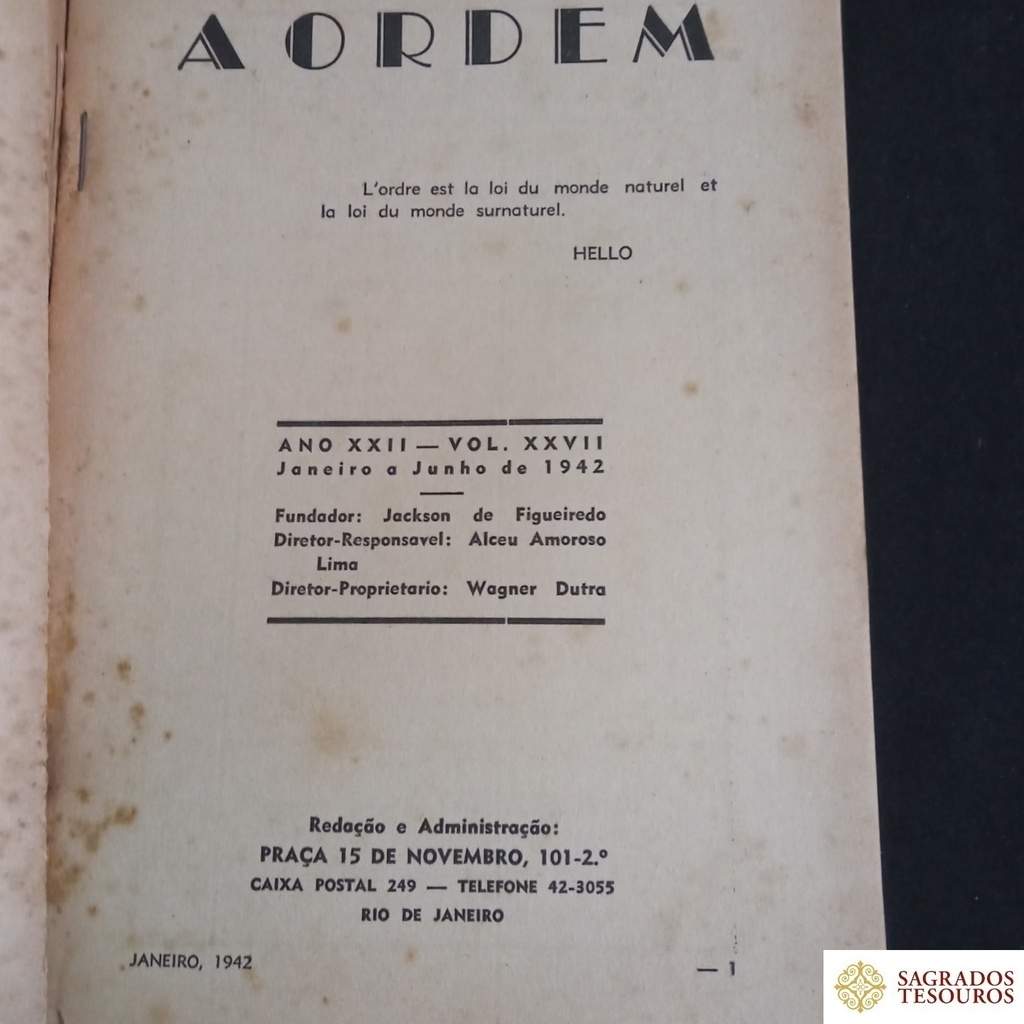 A ORDEM
L'ordre est la loi du monde naturel et
la loi du monde surnaturel.
HELLO
ANO XXII — VOL. XXVII
Janeiro a Junho de 1942
Fundador: Jackson de Figueiredo
Diretor-Responsavel: Alceu Amoroso
Lima
Diretor-Proprietario: Wagner Dutra
Redação e Administração:
PRAÇA 15 DE NOVEMBRO, 101-2.º
CAIXA POSTAL 249 — TELEFONE 42-3055
RIO DE JANEIRO
JANEIRO, 1942
— 1
SAGRADOS
TESOUROS